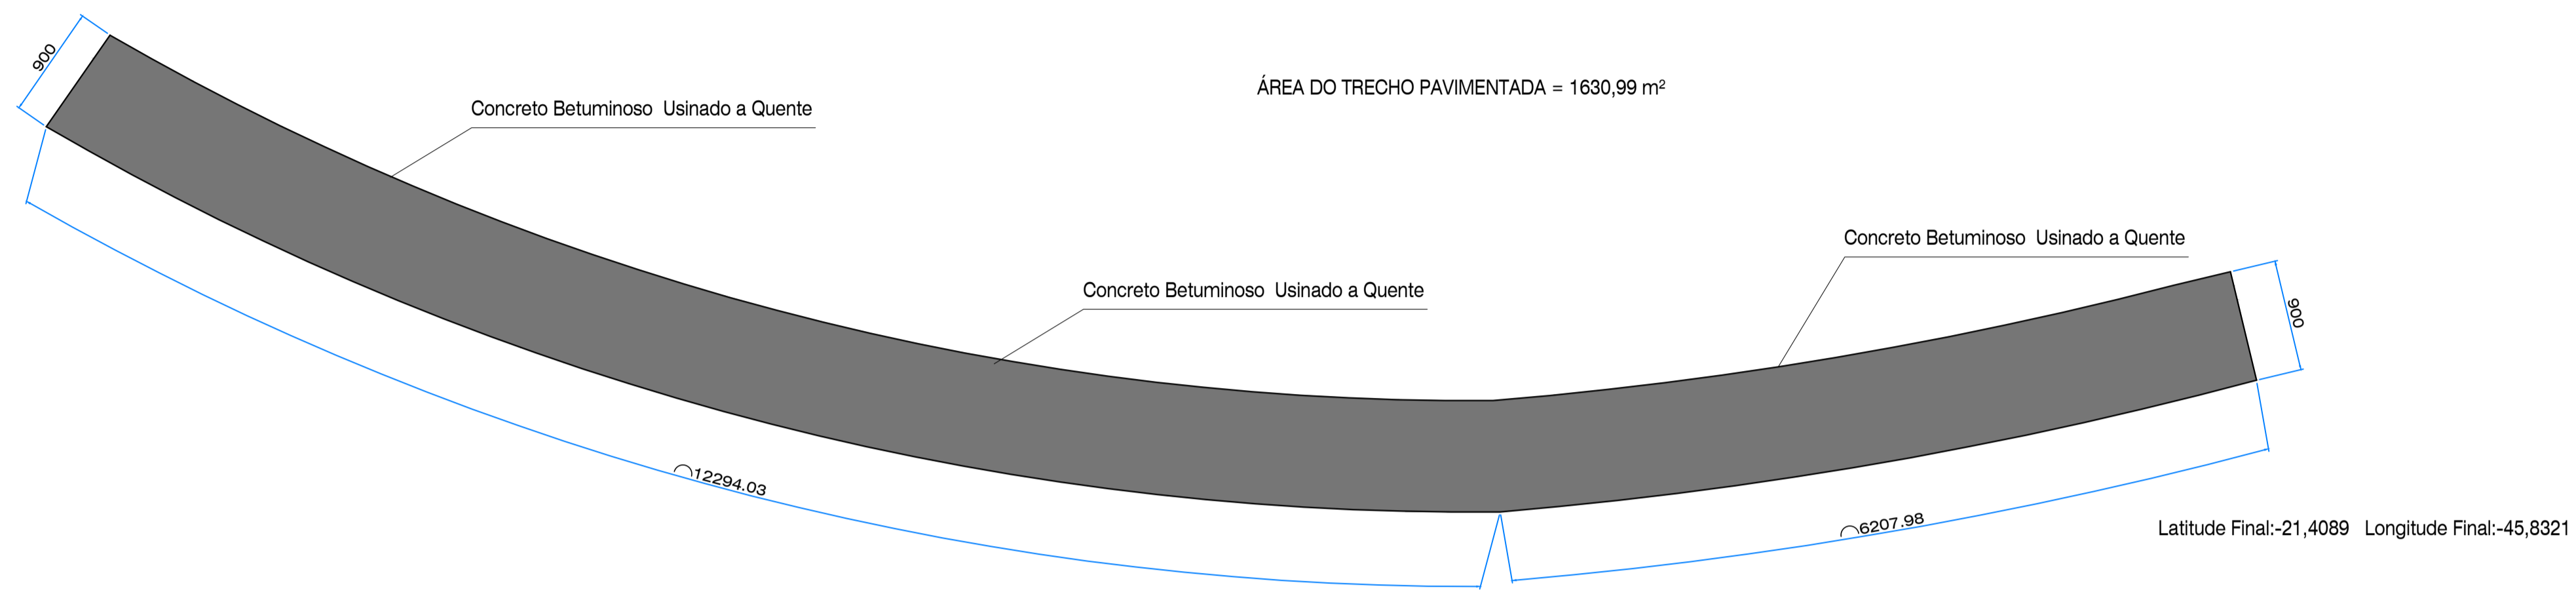 900
ÁREA DO TRECHO PAVIMENTADA = 1630,99 m²
Concreto Betuminoso  Usinado a Quente
Concreto Betuminoso  Usinado a Quente
Concreto Betuminoso  Usinado a Quente
900
12294.03
6207.98
Latitude Final:-21,4089   Longitude Final:-45,8321